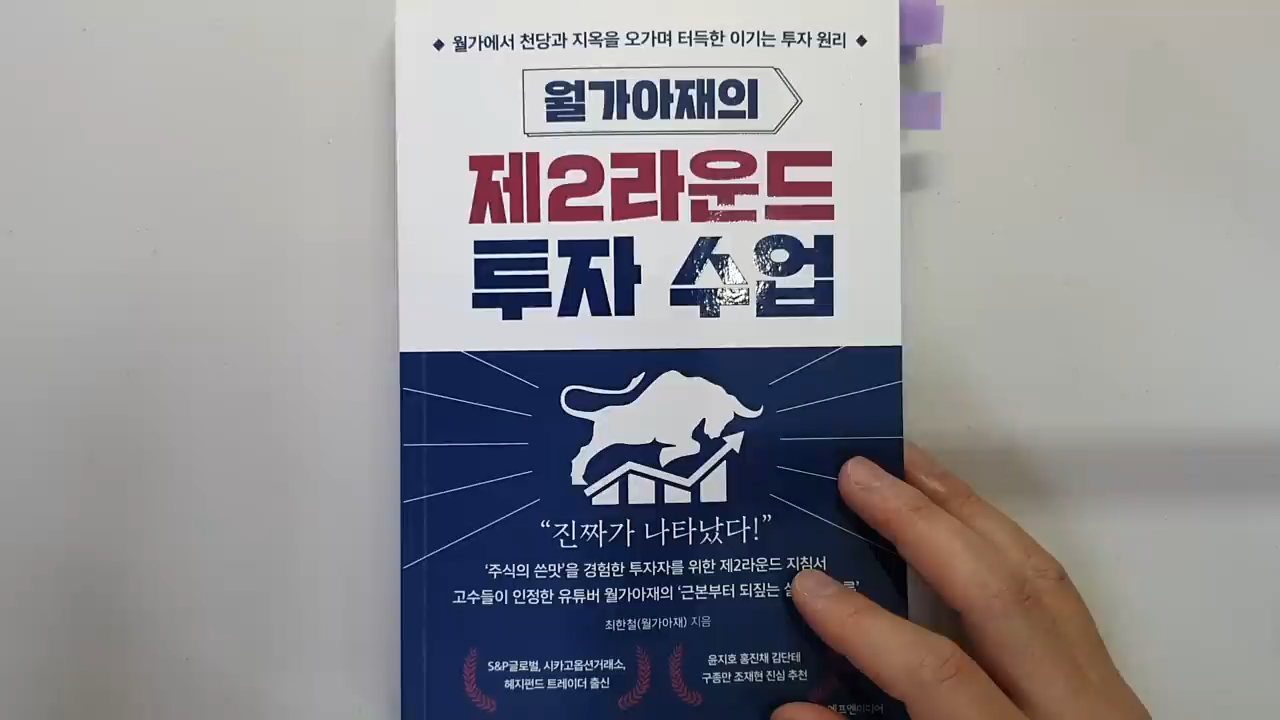 ◆ 월가에서 천당과 지옥을 오가며 터득한 이기는 투자 원리 ◆
월가아재의
제2라운드
투자 수업
“진짜가 나타났다!”
‘주식의 쓴맛’을 경험한 투자자를 위한 제2라운드 지침서
고수들이 인정한 유튜버 월가아재의 ‘근본부터 되짚는
최한철(월가아재) 지음
S&P글로벌, 시카고옵션거래소,
헤지펀드 트레이더 출신
윤지호 홍진채 김단테
구종만 조재현 진심 추천
에프엔미디어